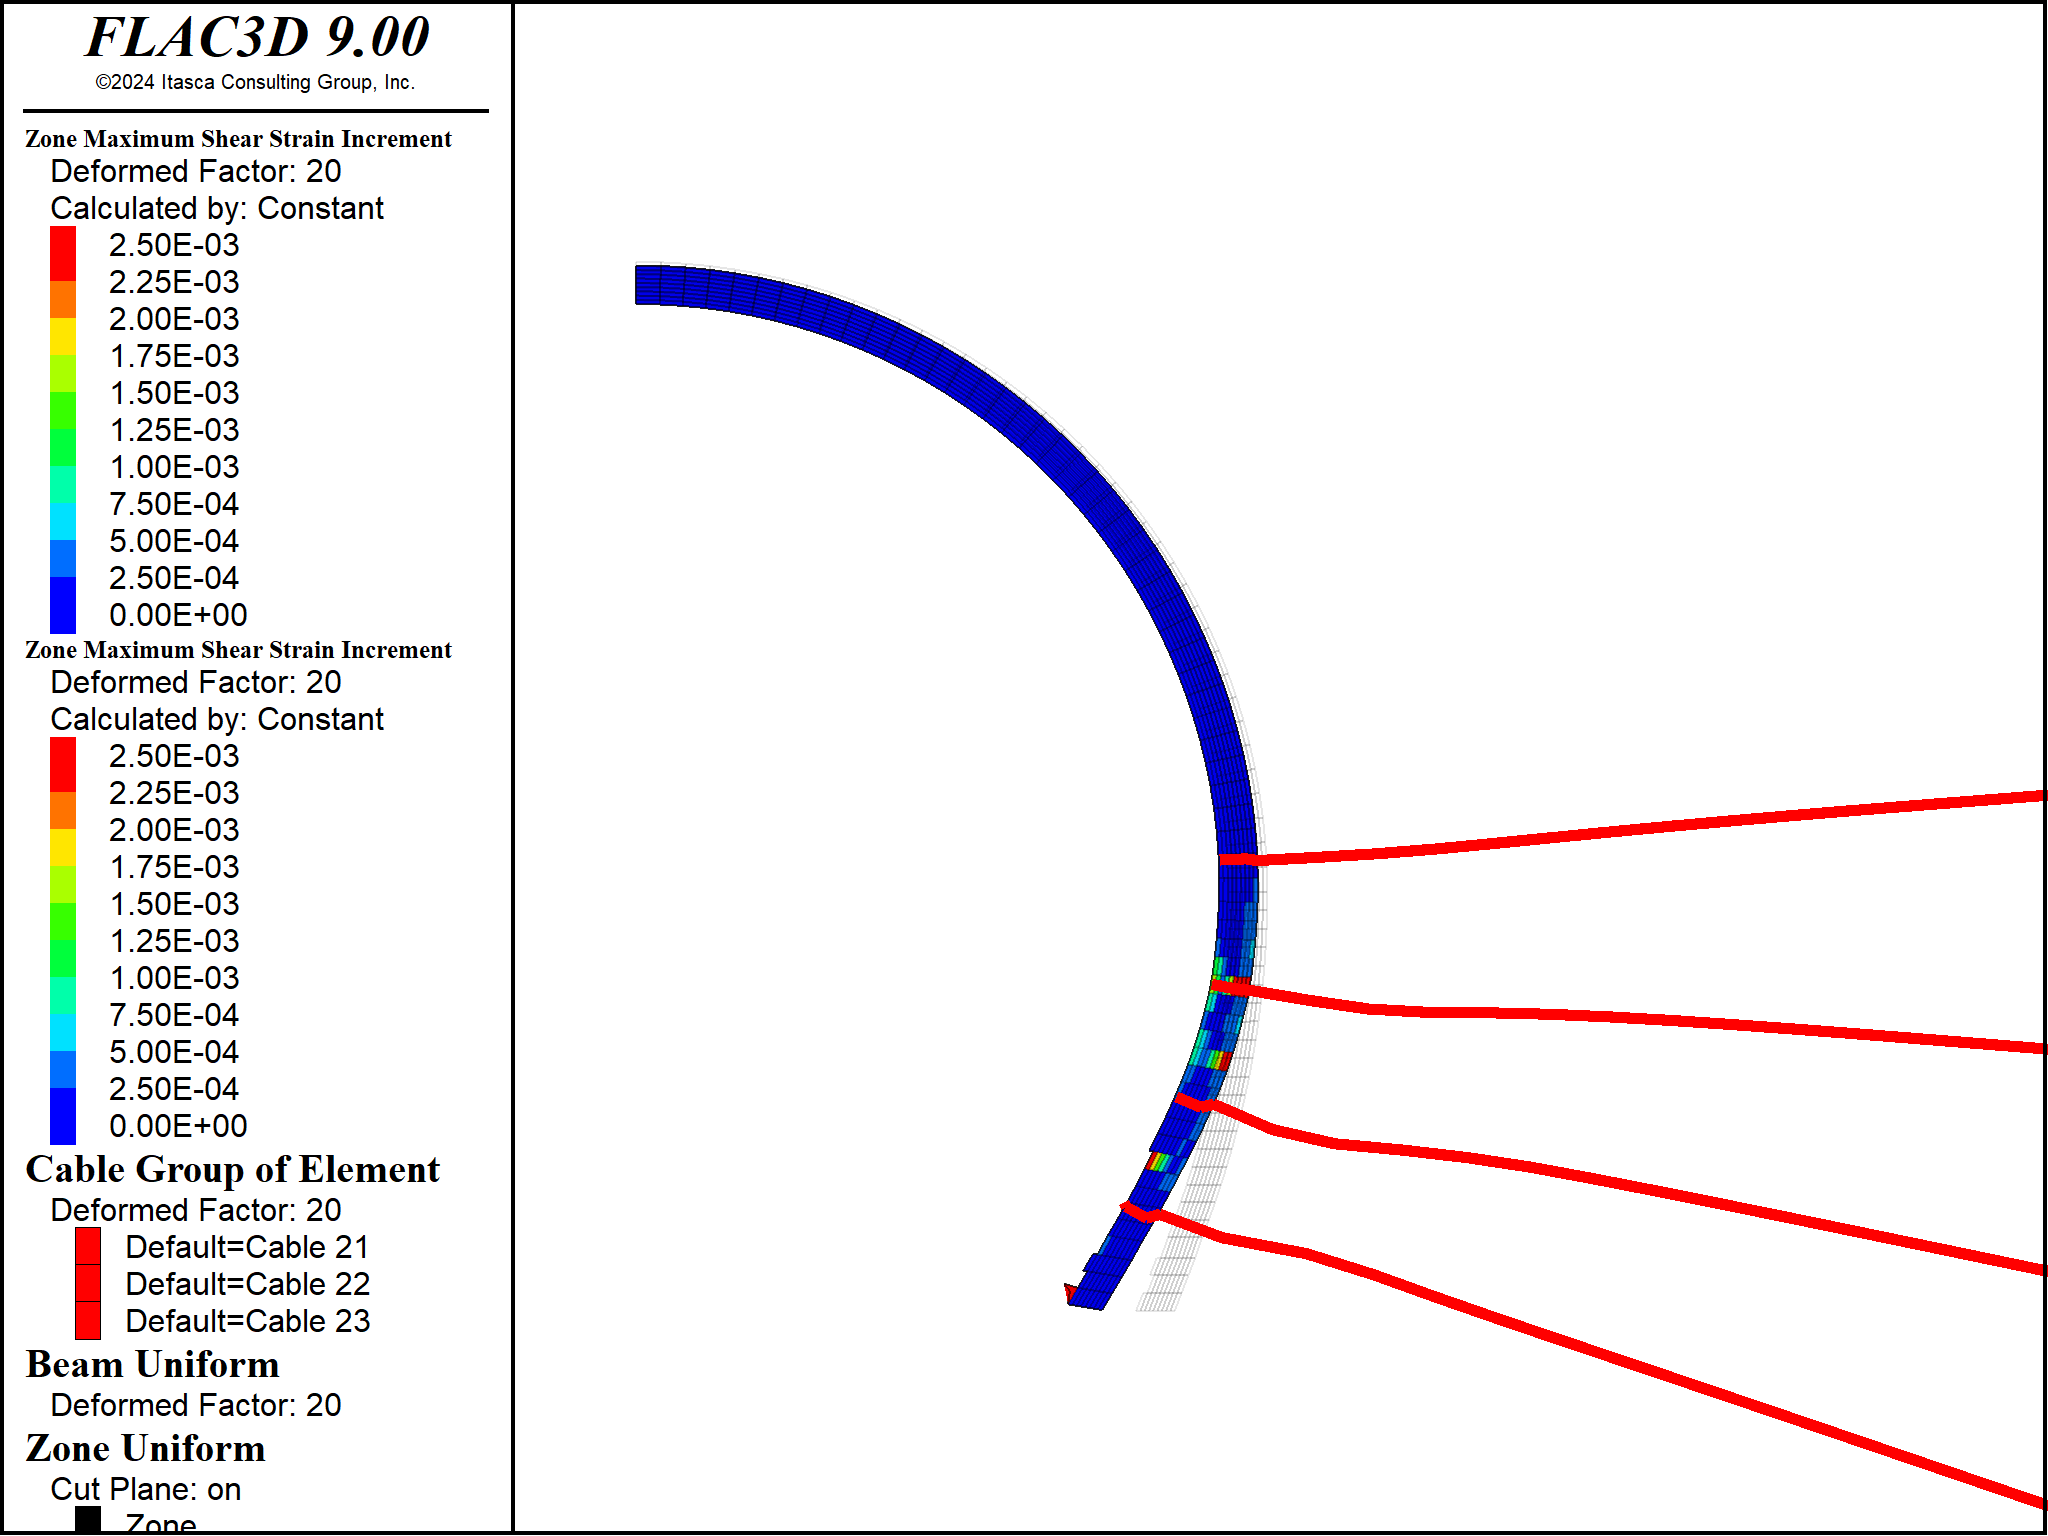 FLAC3D 9.00
©2024 Itasca Consulting Group, Inc.
Zone Maximum Shear Strain Increment
Deformed Factor: 20
Calculated by: Constant
2.50E-03
2.25E-03
2.00E-03
1.75E-03
1.50E-03
1.25E-03
1.00E-03
7.50E-04
5.00E-04
2.50E-04
0.00E+00
Zone Maximum Shear Strain Increment
Deformed Factor: 20
Calculated by: Constant
2.50E-03
2.25E-03
2.00E-03
1.75E-03
1.50E-03
1.25E-03
1.00E-03
7.50E-04
5.00E-04
2.50E-04
0.00E+00
Cable Group of Element
Deformed Factor: 20
Default=Cable 21
Default=Cable 22
Default=Cable 23
Beam Uniform
Deformed Factor: 20
Zone Uniform
Cut Plane: on
Zone